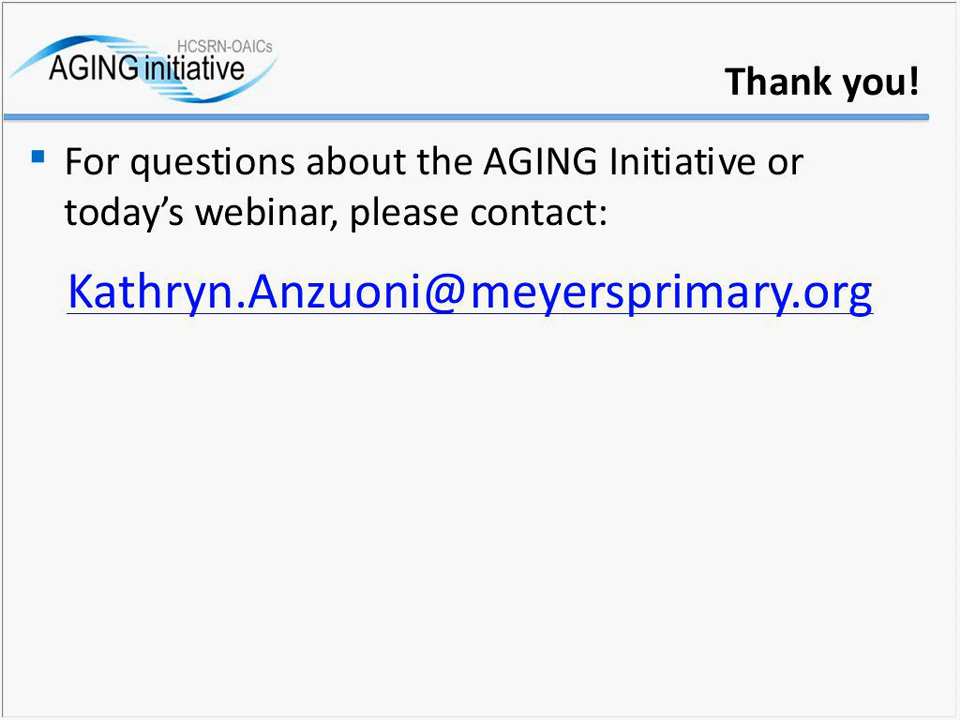 HCSRN-OAICs
AGING initiative
Thank you!
▪ For questions about the AGING Initiative or
today’s webinar, please contact:
Kathryn.Anzuoni@meyersprimary.org